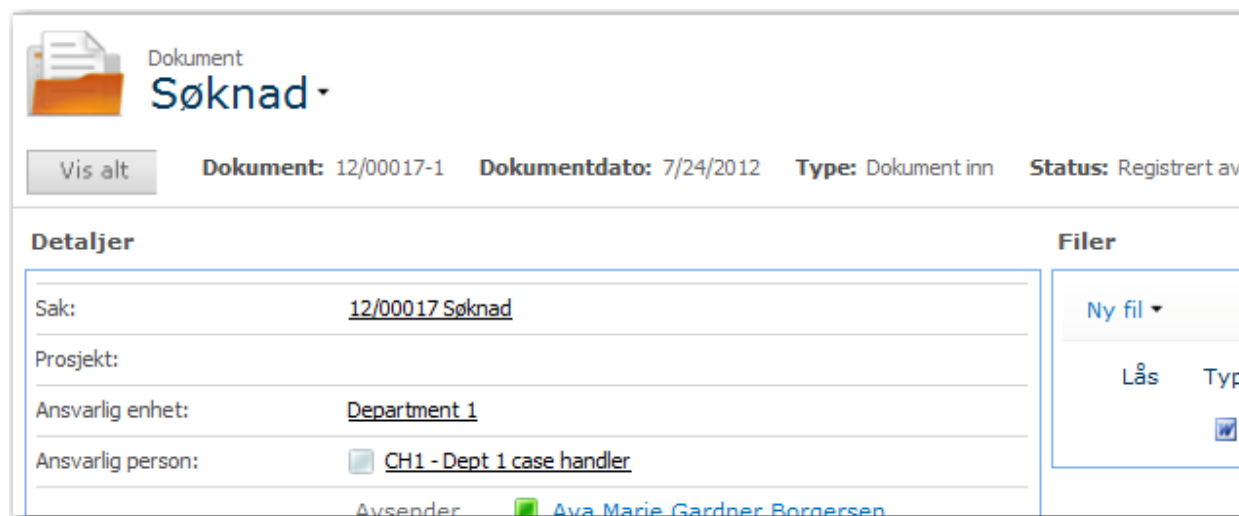 Dokument
Søknad
Vis alt Dokument: 12/00017-1 Dokumentdato: 7/24/2012 Type: Dokument inn Status: Registrert av
Detaljer
Sak: 12/00017 Søknad
Prosjekt:
Ansvarlig enhet: Department 1
Ansvarlig person: CH1 - Dept 1 case handler
Avsender Ava Marie Gardner Borgersen
Filer
Ny fil
Lås Typ